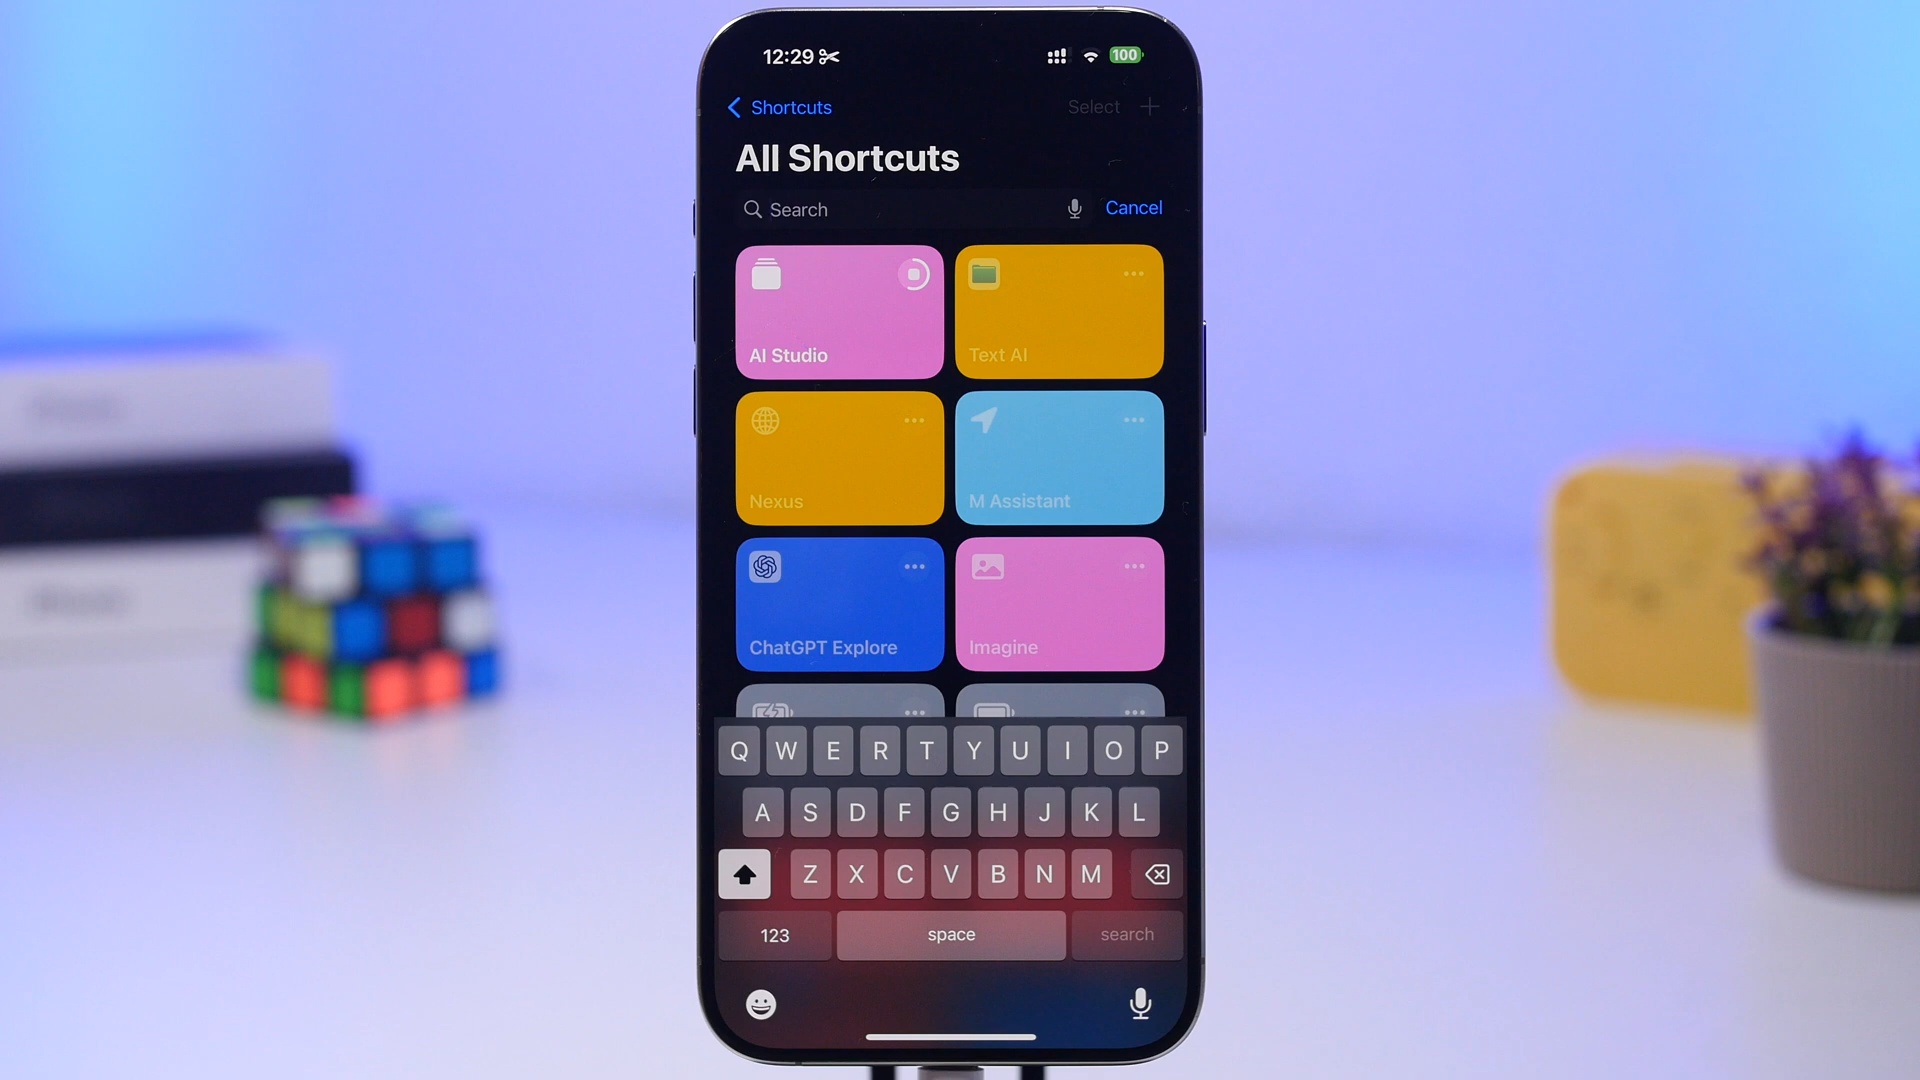 12:29
100
Shortcuts
Select
All Shortcuts
Search
Cancel
AI Studio
Text AI
Nexus
M Assistant
ChatGPT Explore
Imagine
Q W E R T Y U I O P
A S D F G H J K L
Z X C V B N M
123
space
search